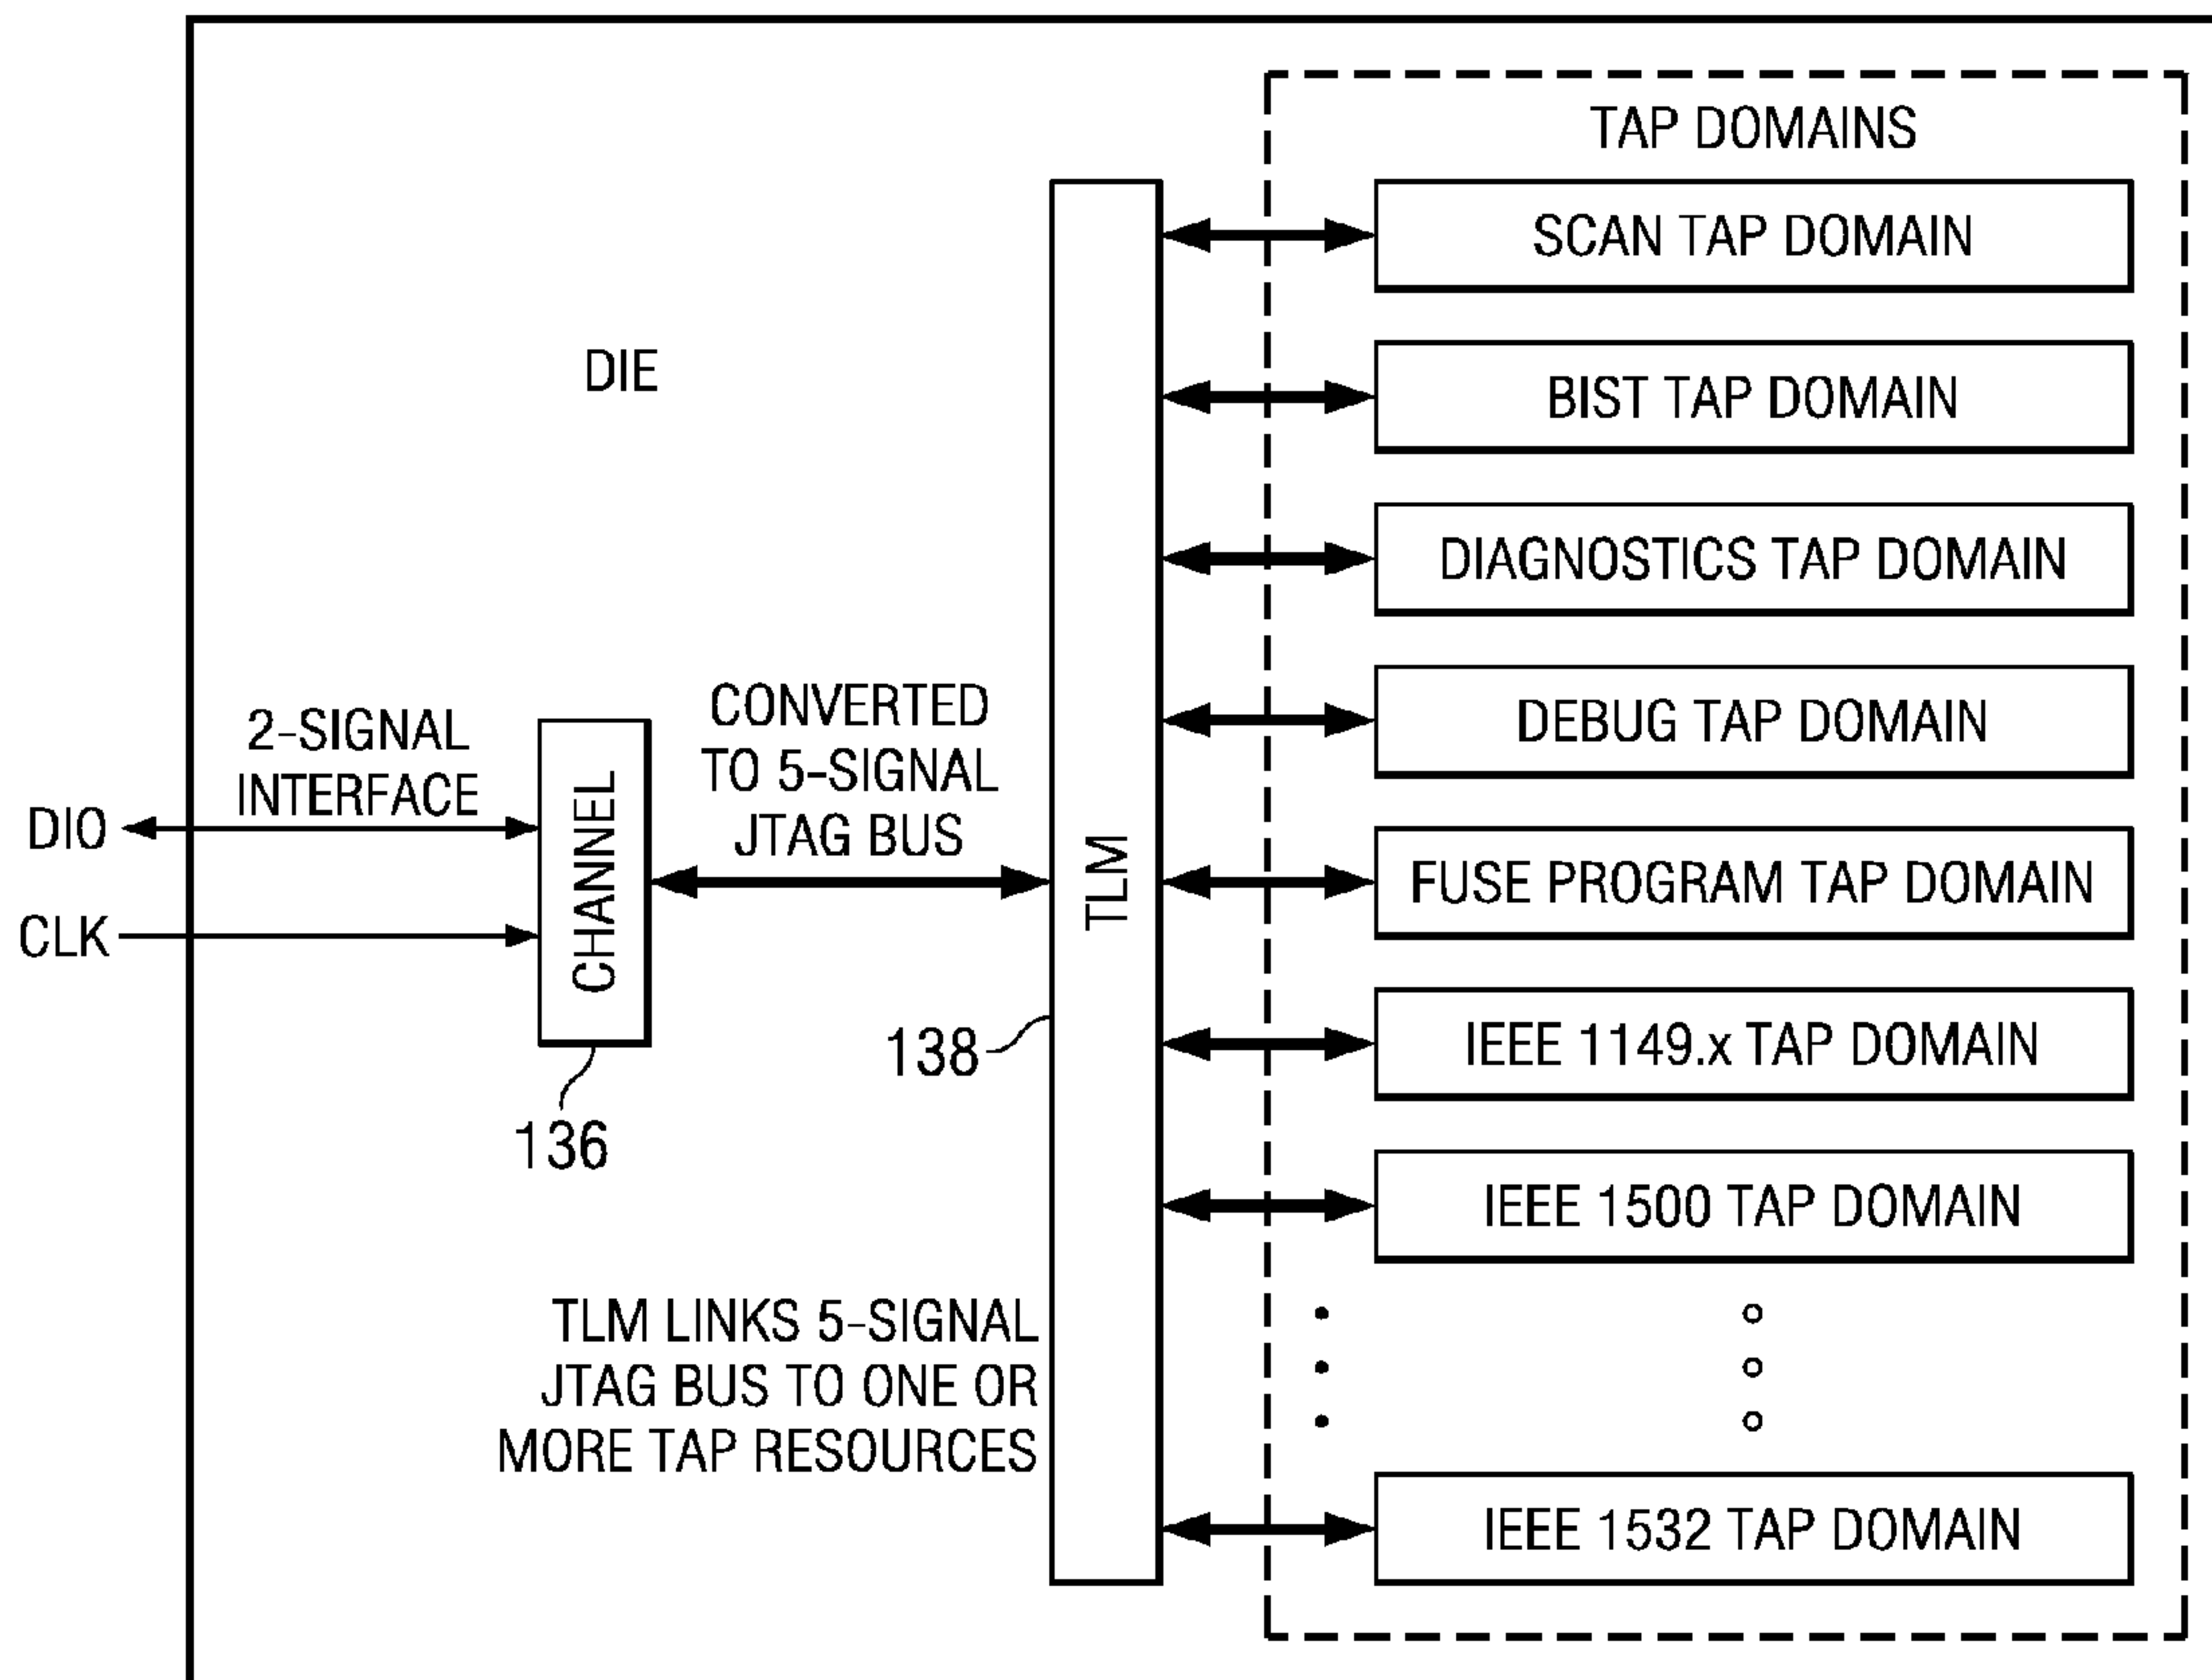 TAP DOMAINS
SCAN TAP DOMAIN
BIST TAP DOMAIN
DIAGNOSTICS TAP DOMAIN
DEBUG TAP DOMAIN
FUSE PROGRAM TAP DOMAIN
IEEE 1149.x TAP DOMAIN
IEEE 1500 TAP DOMAIN
IEEE 1532 TAP DOMAIN
DIE
2-SIGNAL
INTERFACE
DIO
CLK
CHANNEL
136
CONVERTED
TO 5-SIGNAL
JTAG BUS
TLM
138
TLM LINKS 5-SIGNAL
JTAG BUS TO ONE OR
MORE TAP RESOURCES